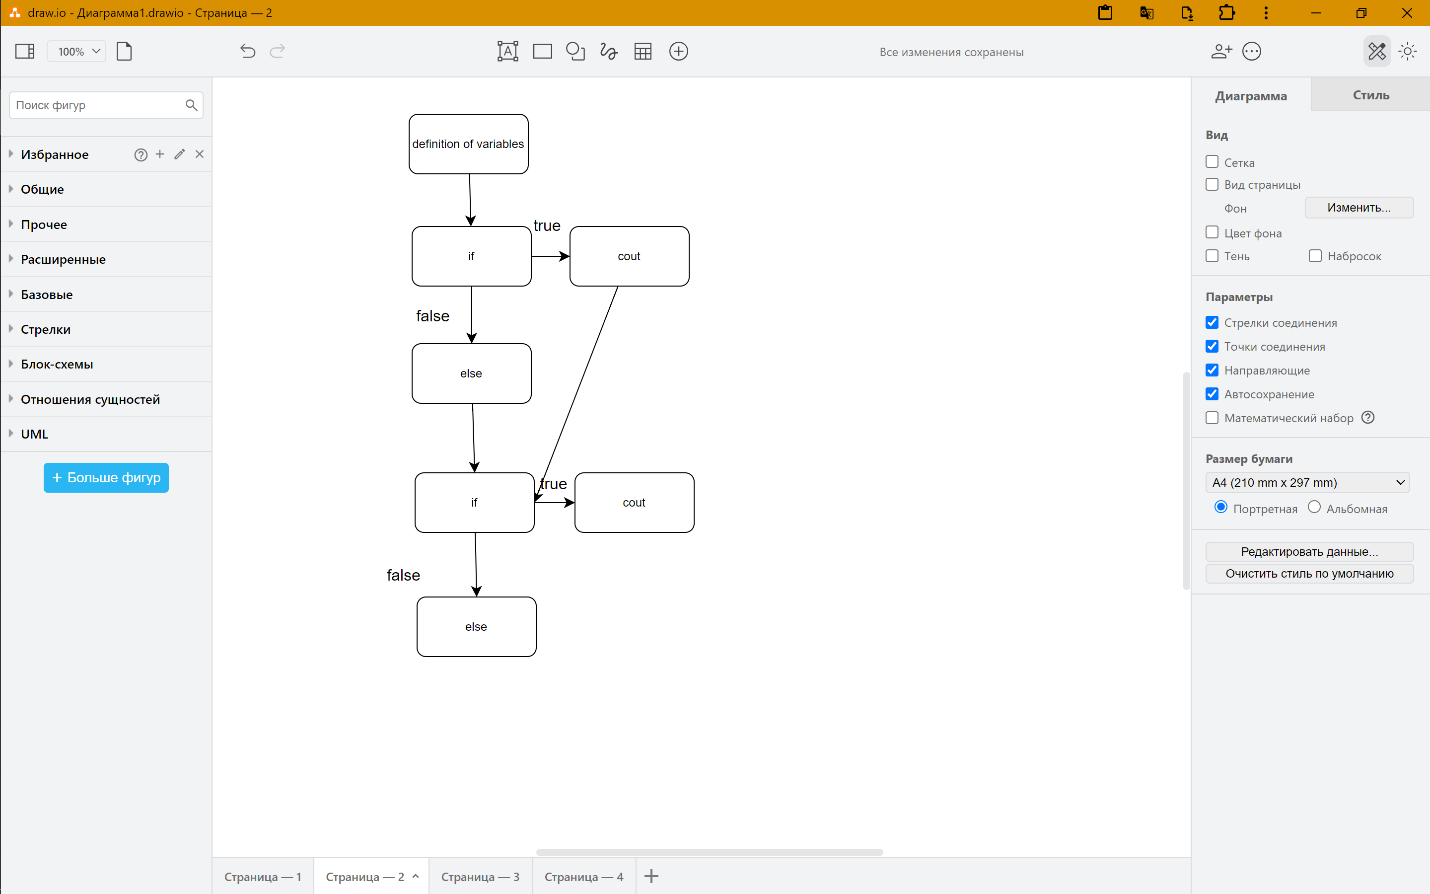 draw.io - Диаграмма1.drawio - Страница — 2
100%
Все изменения сохранены
Поиск фигур
Избранное
Общие
Прочее
Расширенные
Базовые
Стрелки
Блок-схемы
Отношения сущностей
UML
+ Больше фигур
definition of variables
if
true
cout
false
else
if
true
cout
false
else
Диаграмма
Стиль
Вид
Сетка
Вид страницы
Фон
Изменить...
Цвет фона
Тень
Набросок
Параметры
Стрелки соединения
Точки соединения
Направляющие
Автосохранение
Математический набор
Размер бумаги
A4 (210 mm x 297 mm)
Портретная
Альбомная
Редактировать данные...
Очистить стиль по умолчанию
Страница — 1
Страница — 2
Страница — 3
Страница — 4